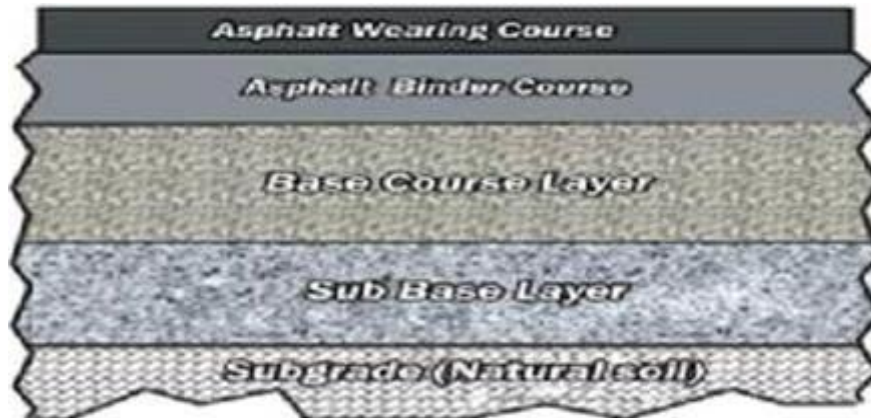 Asphalt Wearing Course
Asphalt Binder Course
Base Course Layer
Sub Base Layer
Subgrade (Natural soil)